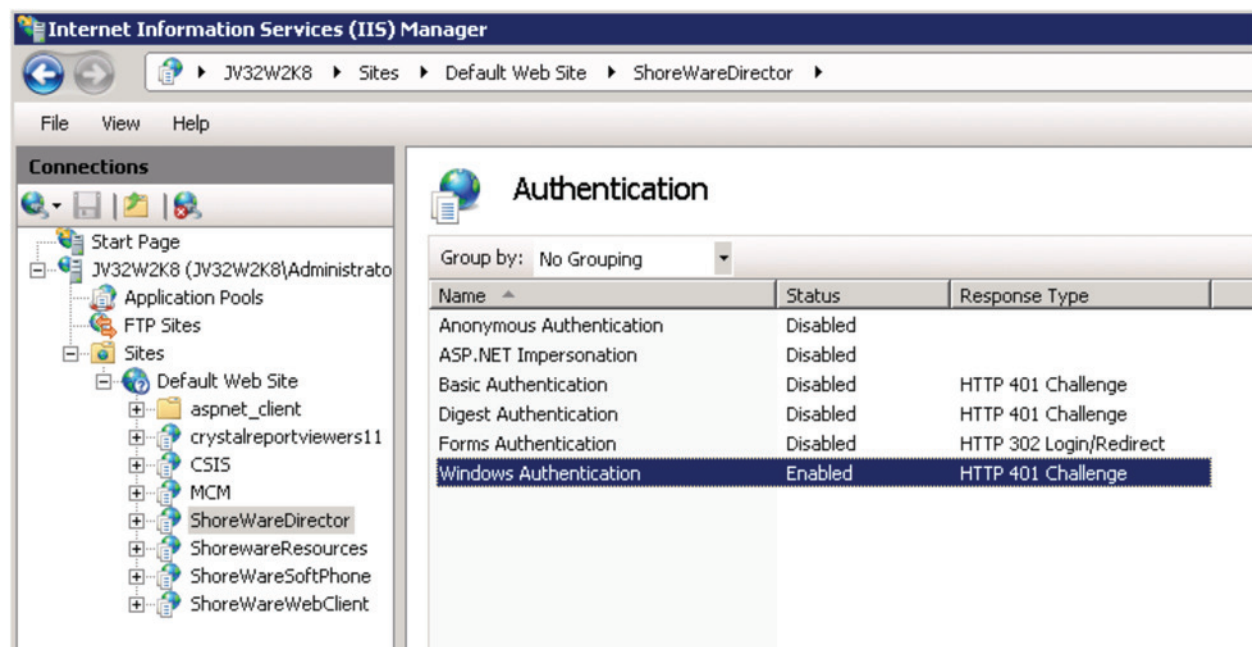 Internet Information Services (IIS) Manager
JV32W2K8 Sites Default Web Site ShoreWareDirector
File View Help
Connections
Start Page
JV32W2K8 (JV32W2K8\Administrato
Application Pools
FTP Sites
Sites
Default Web Site
aspnet_client
crystalreportviewers11
CSIS
MCM
ShoreWareDirector
ShorewareResources
ShoreWareSoftPhone
ShoreWareWebClient
Authentication
Group by: No Grouping
Name Status Response Type
Anonymous Authentication Disabled
ASP.NET Impersonation Disabled
Basic Authentication Disabled HTTP 401 Challenge
Digest Authentication Disabled HTTP 401 Challenge
Forms Authentication Disabled HTTP 302 Login/Redirect
Windows Authentication Enabled HTTP 401 Challenge